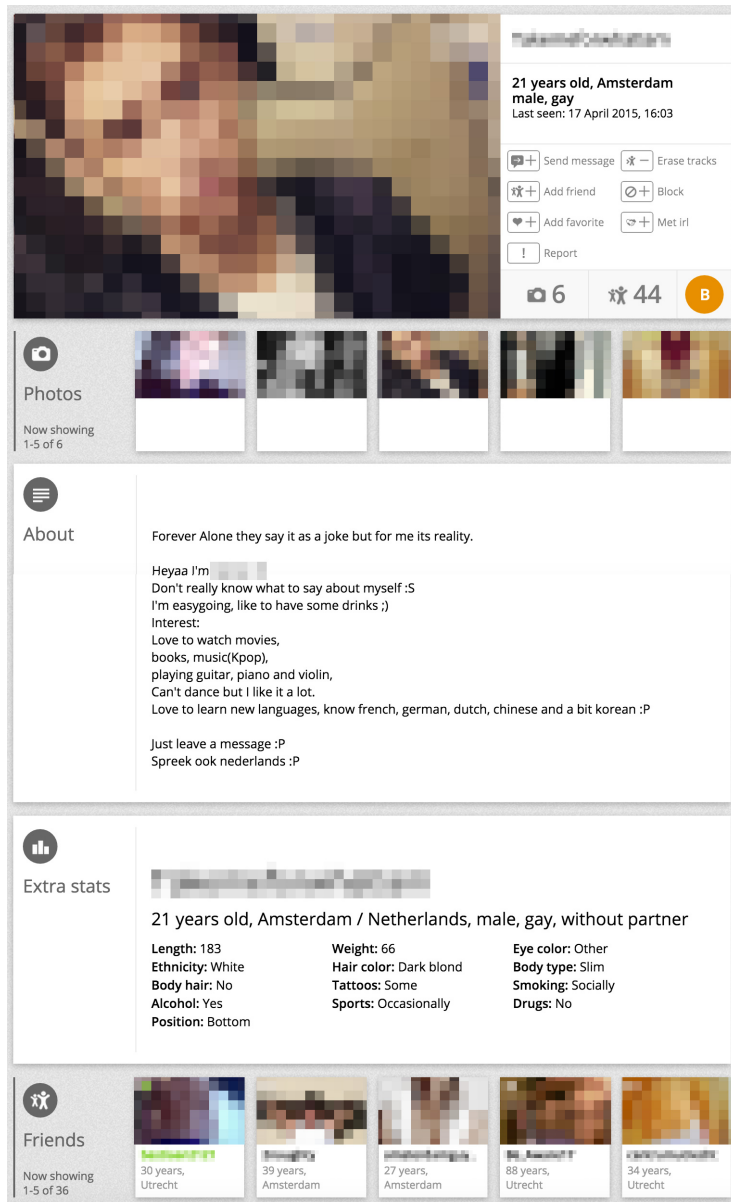 21 years old, Amsterdam
male, gay
Last seen: 17 April 2015, 16:03
Send message
Erase tracks
Add friend
Block
Add favorite
Met irl
! Report
6
44
B
Photos
Now showing
1-5 of 6
About
Forever Alone they say it as a joke but for me its reality.
Heyaa I'm
Don't really know what to say about myself :S
I'm easygoing, like to have some drinks ;)
Interest:
Love to watch movies,
books, music(Kpop),
playing guitar, piano and violin,
Can't dance but I like it a lot.
Love to learn new languages, know french, german, dutch, chinese and a bit korean :P
Just leave a message :P
Spreek ook nederlands :P
Extra stats
21 years old, Amsterdam / Netherlands, male, gay, without partner
Length: 183
Weight: 66
Eye color: Other
Ethnicity: White
Hair color: Dark blond
Body type: Slim
Body hair: No
Tattoos: Some
Smoking: Socially
Alcohol: Yes
Sports: Occasionally
Drugs: No
Position: Bottom
Friends
Now showing
1-5 of 36
30 years,
Utrecht
39 years,
Amsterdam
27 years,
Amsterdam
88 years,
Utrecht
34 years,
Utrecht